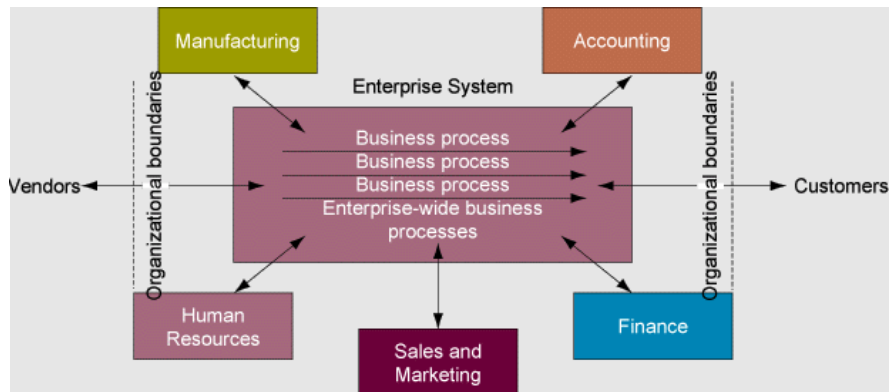 Manufacturing
Accounting
Enterprise System
Organizational boundaries
Organizational boundaries
Business process
Business process
Business process
Enterprise-wide business
processes
Vendors
Customers
Human
Resources
Sales and
Marketing
Finance